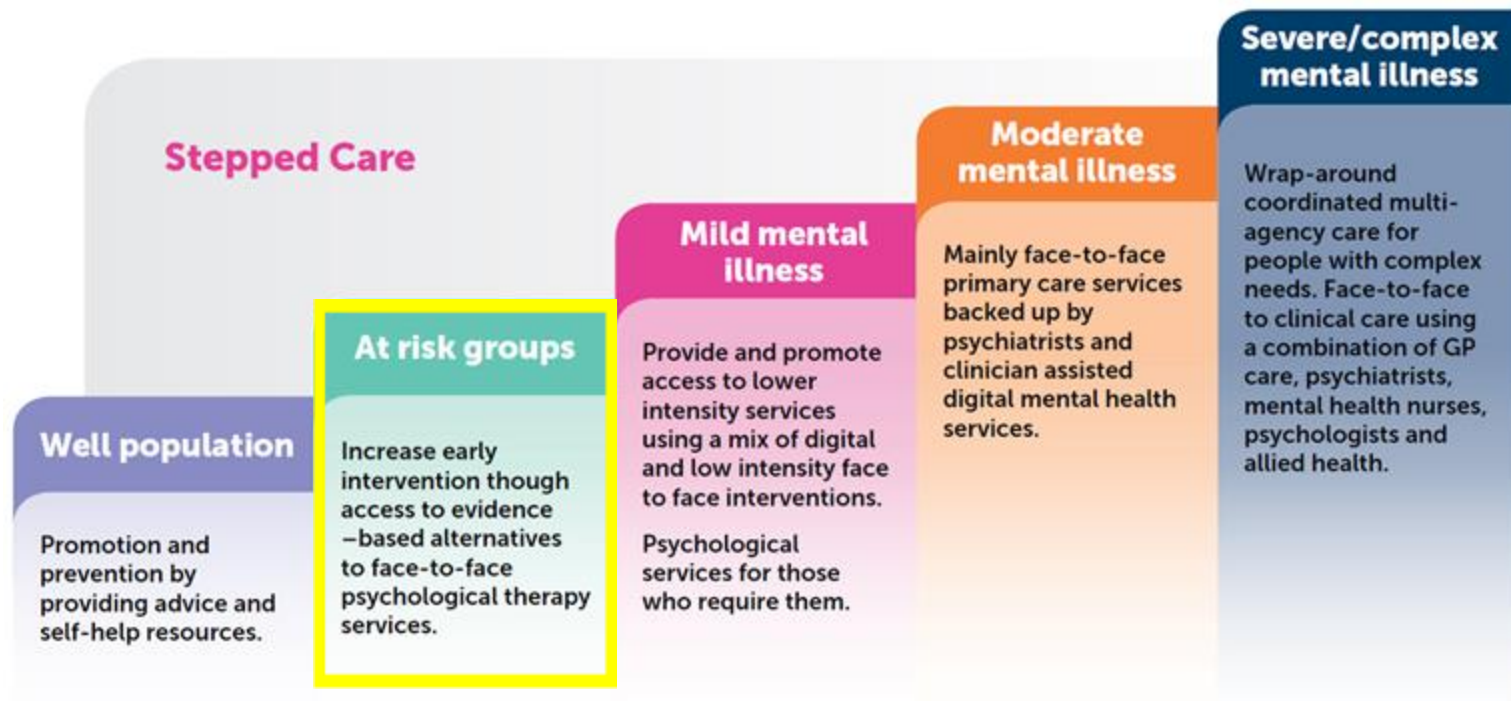 Stepped Care
Well population
Promotion and
prevention by
providing advice and
self-help resources.
At risk groups
Increase early
intervention though
access to evidence
–based alternatives
to face-to-face
psychological therapy
services.
Mild mental
illness
Provide and promote
access to lower
intensity services
using a mix of digital
and low intensity face
to face interventions.
Psychological
services for those
who require them.
Moderate
mental illness
Mainly face-to-face
primary care services
backed up by
psychiatrists and
clinician assisted
digital mental health
services.
Severe/complex
mental illness
Wrap-around
coordinated multi-
agency care for
people with complex
needs. Face-to-face
to clinical care using
a combination of GP
care, psychiatrists,
mental health nurses,
psychologists and
allied health.